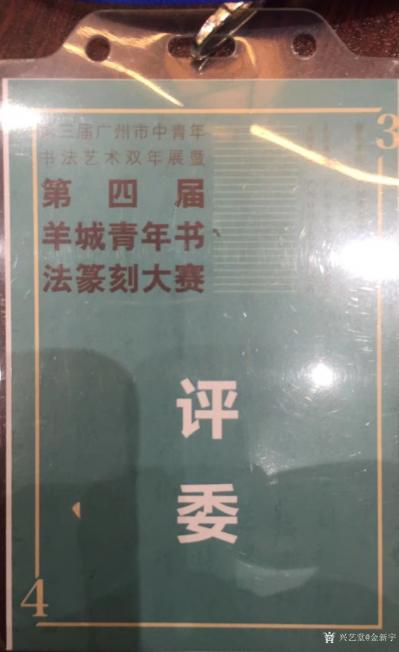 第三届广州市中青年
书法艺术双年展暨
第四届
羊城青年书
法篆刻大赛
3
评
委
4
兴艺堂@金新宇